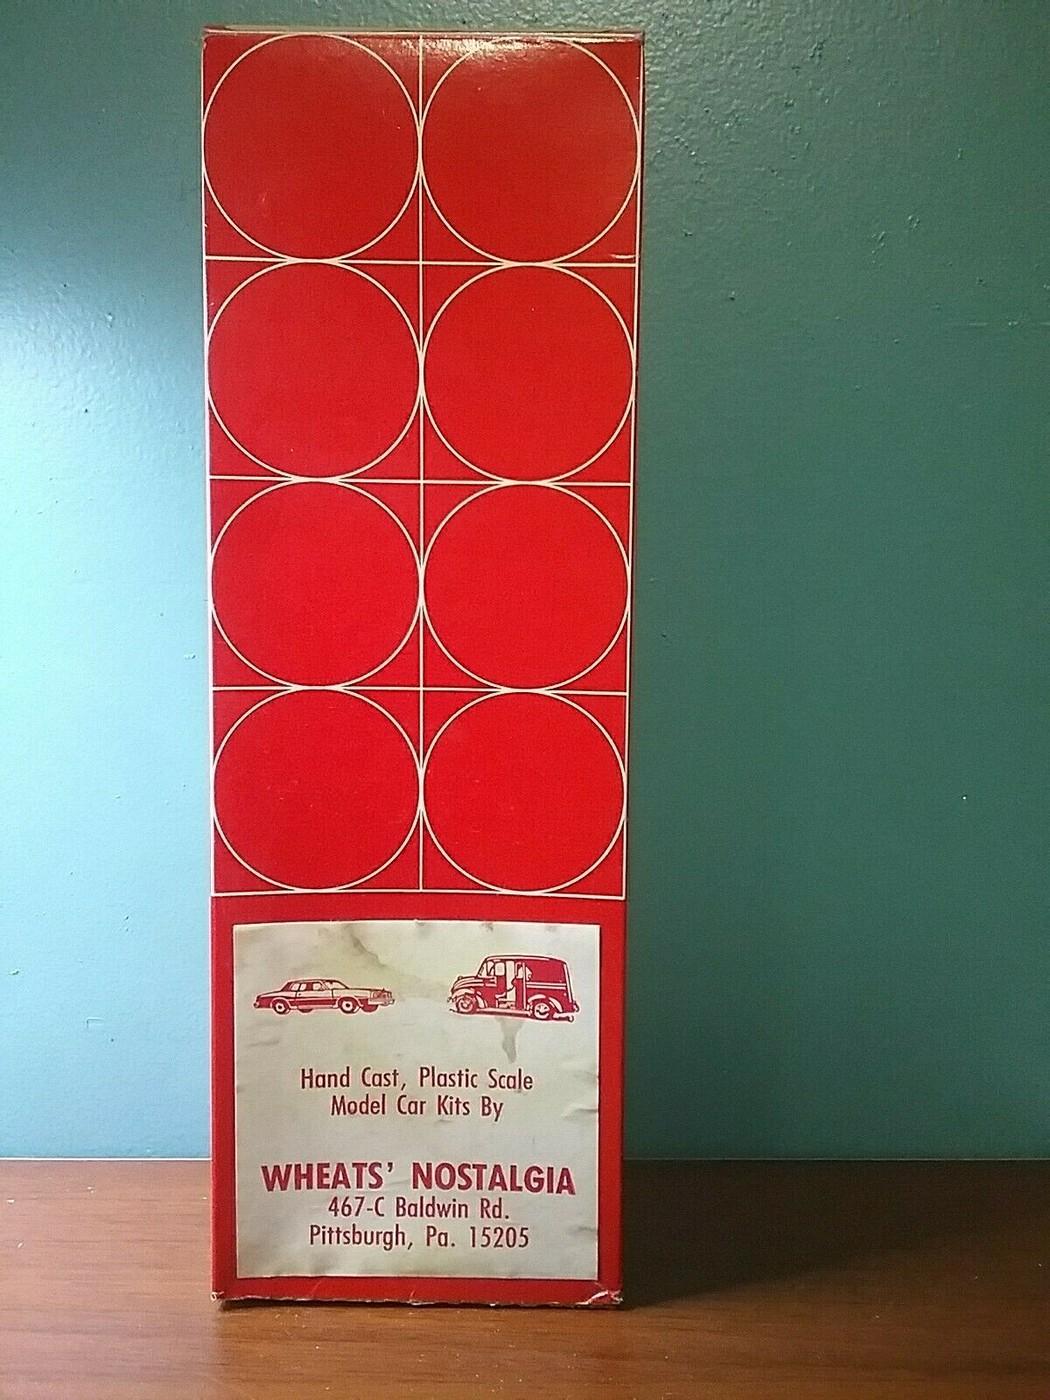 Hand Cast, Plastic Scale
Model Car Kits By
WHEATS' NOSTALGIA
467-C Baldwin Rd.
Pittsburgh, Pa. 15205